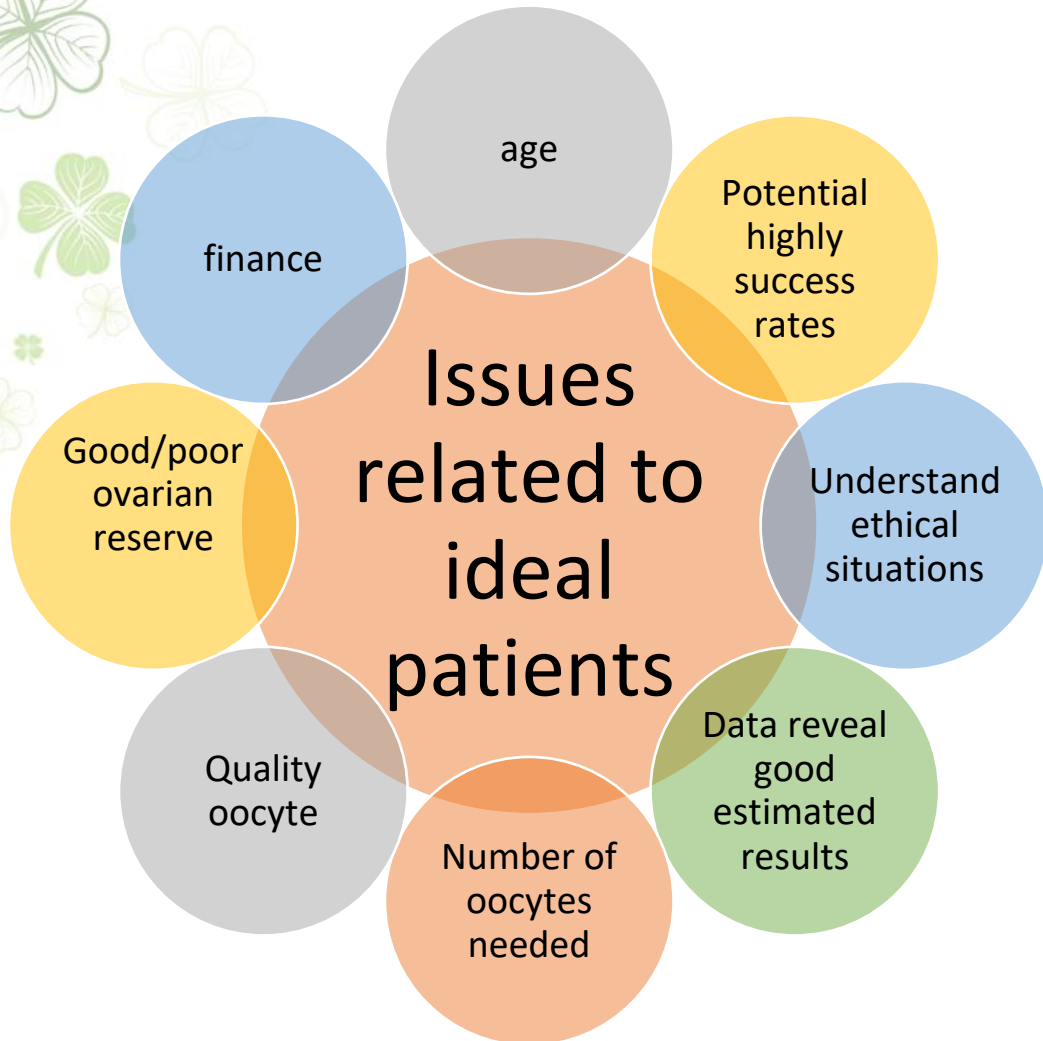 Issues
related to
ideal
patients
age
Potential
highly
success
rates
Understand
ethical
situations
Data reveal
good
estimated
results
Number of
oocytes
needed
Quality
oocyte
Good/poor
ovarian
reserve
finance